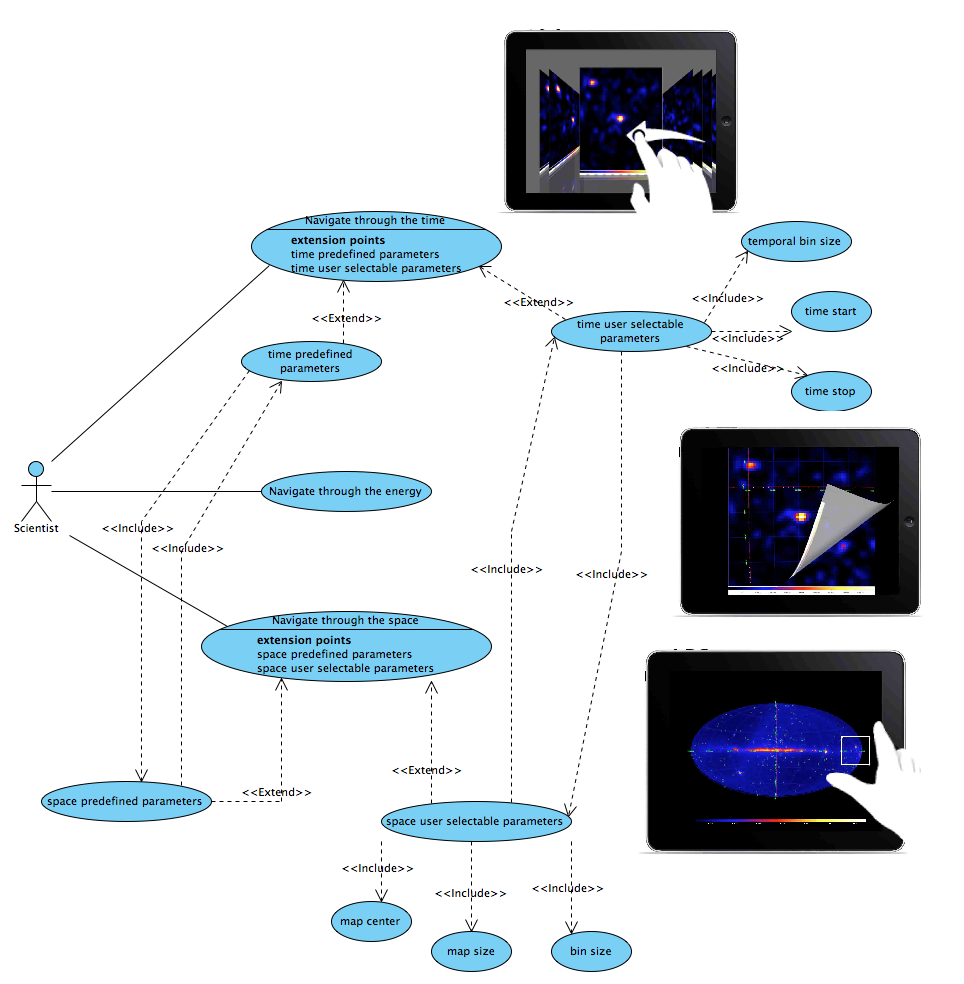 Navigate through the time
extension points
time predefined parameters
time user selectable parameters
temporal bin size
<<Include>>
<<Extend>>
time start
<<Extend>>
time user selectable
parameters
<<Include>>
time predefined
parameters
<<Include>>
time stop
Navigate through the energy
Scientist
<<Include>>
<<Include>>
<<Include>>
<<Include>>
Navigate through the space
extension points
space predefined parameters
space user selectable parameters
<<Extend>>
<<Extend>>
space predefined parameters
space user selectable parameters
<<Include>>
<<Include>>
<<Include>>
map center
map size
bin size